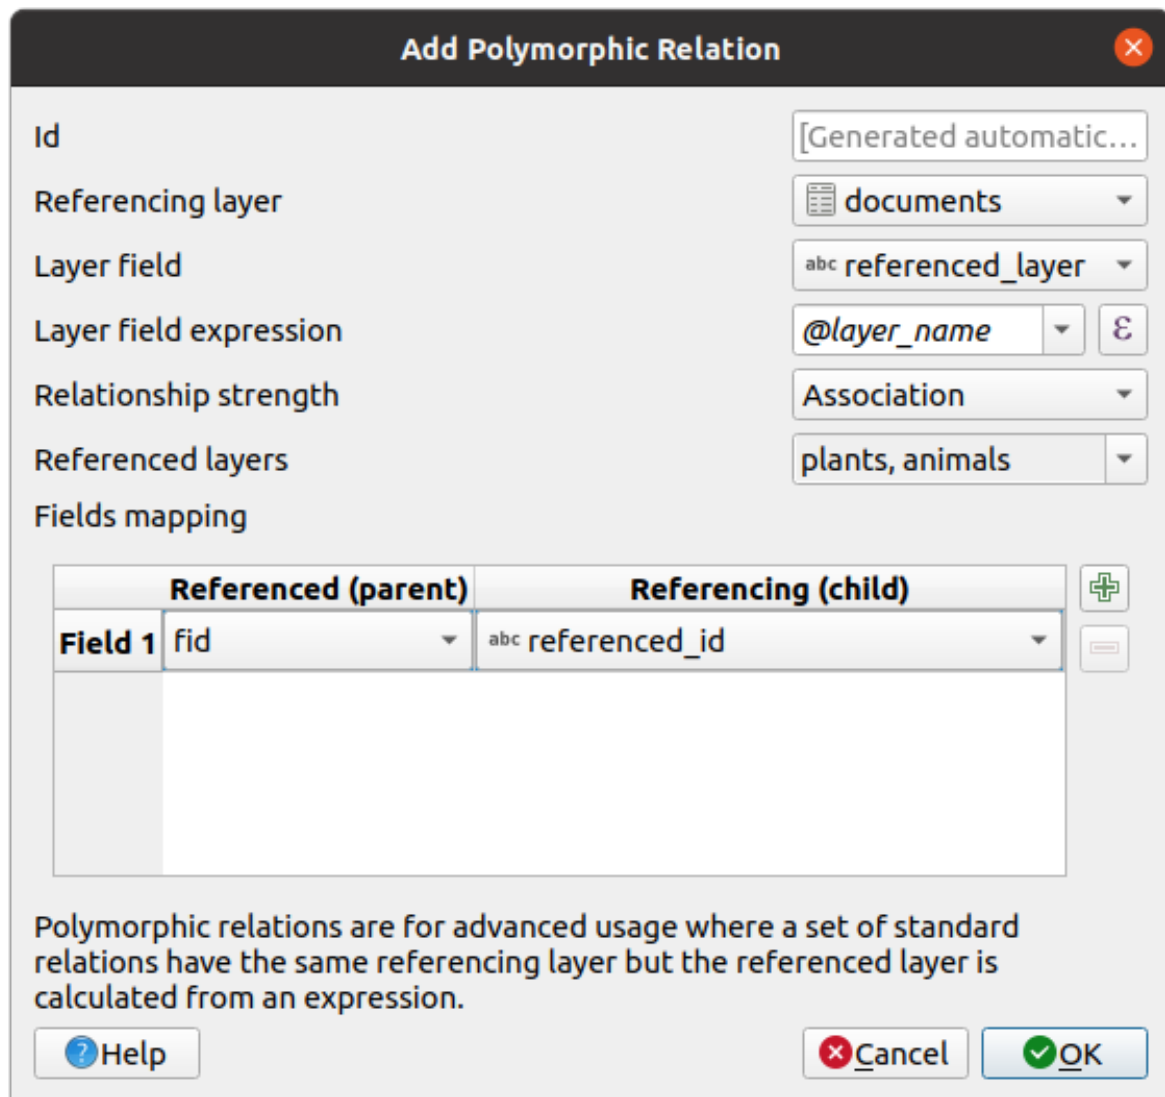 Add Polymorphic Relation
Id [Generated automatic...
Referencing layer documents
Layer field abc referenced_layer
Layer field expression @layer_name ε
Relationship strength Association
Referenced layers plants, animals
Fields mapping
Referenced (parent) Referencing (child)
Field 1 fid abc referenced_id
Polymorphic relations are for advanced usage where a set of standard
relations have the same referencing layer but the referenced layer is
calculated from an expression.
Help Cancel OK